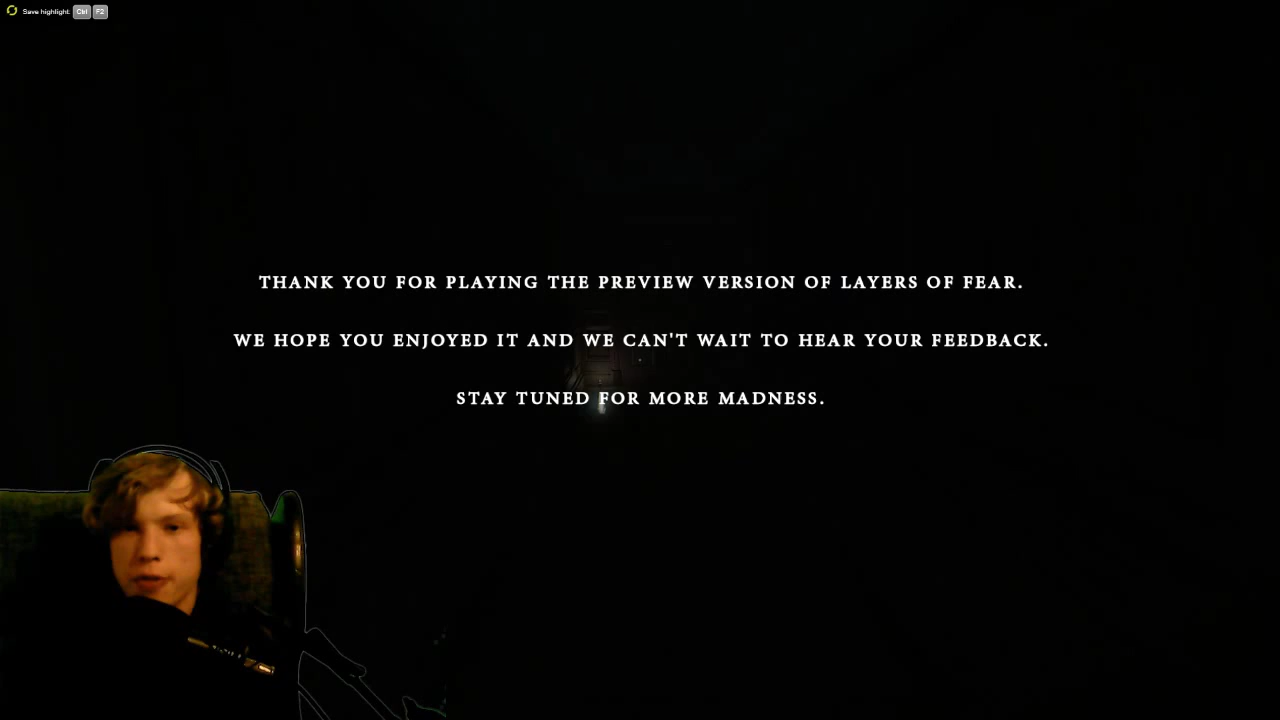 Save highlight: Ctrl F2
THANK YOU FOR PLAYING THE PREVIEW VERSION OF LAYERS OF FEAR.
WE HOPE YOU ENJOYED IT AND WE CAN'T WAIT TO HEAR YOUR FEEDBACK.
STAY TUNED FOR MORE MADNESS.